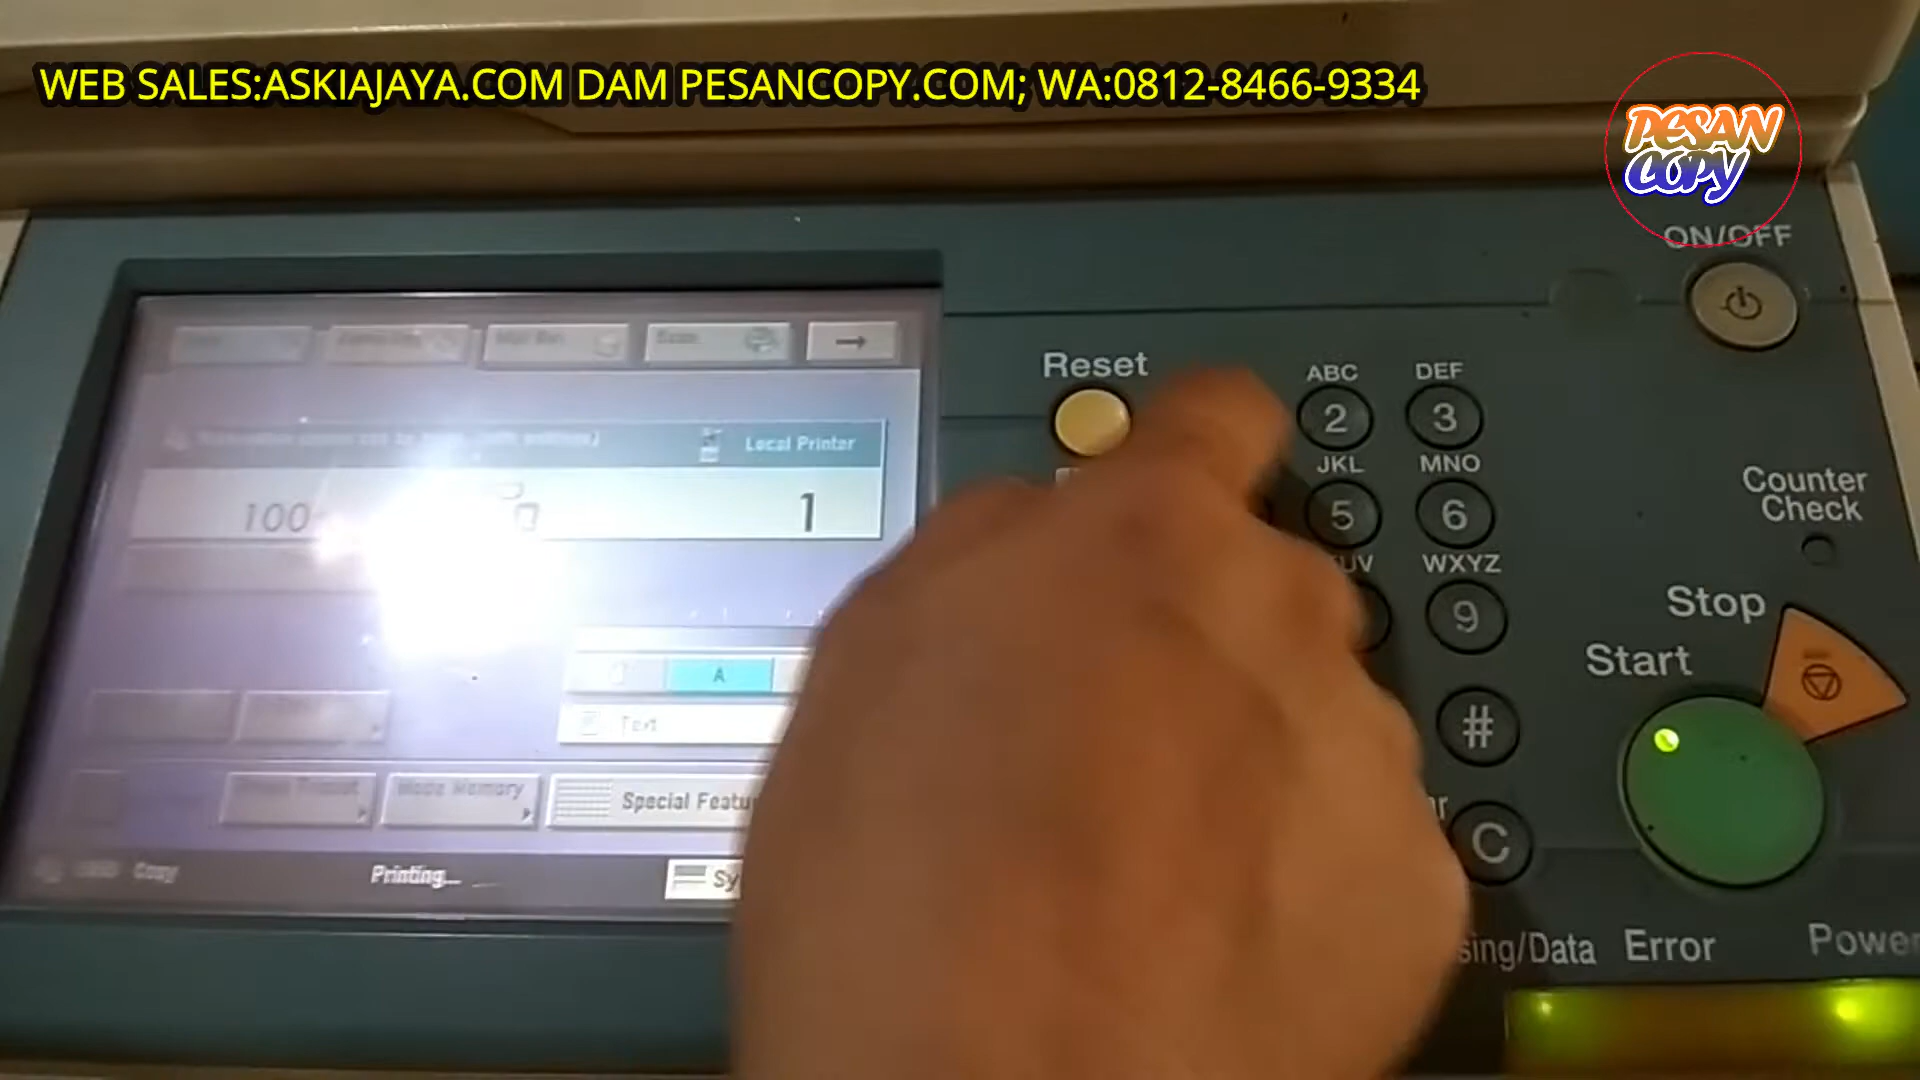 WEB SALES:ASKIAJAYA.COM DAM PESANCOPY.COM; WA:0812-8466-9334
PESAN
COPY
ON/OFF
Reset
ABC
DEF
2
3
JKL
MNO
5
6
WXYZ
9
#
C
Counter
Check
Stop
Start
Error
Power
→
Local Printer
100
1
A
Text
Mode Memory
Special Featu
Copy
Printing...
Sy
sing/Data